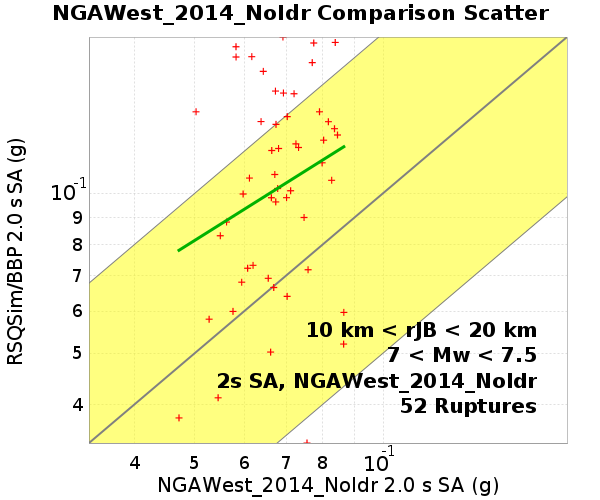 NGAWest_2014_NoIdr Comparison Scatter
RSQSim/BBP 2.0 s SA (g)
10-1
9
8
7
6
5
4
10 km < rJB < 20 km
7 < Mw < 7.5
2s SA, NGAWest_2014_NoIdr
52 Ruptures
4 5 6 7 8 10-1
NGAWest_2014_NoIdr 2.0 s SA (g)